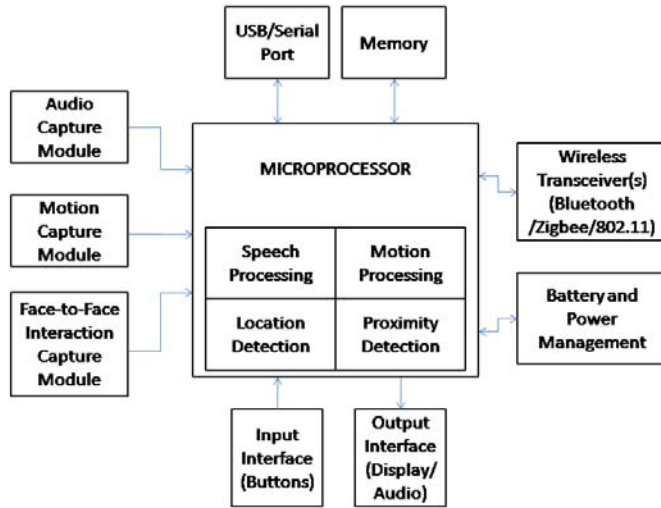 USB/Serial
Port
Memory
Audio
Capture
Module
MICROPROCESSOR
Wireless
Transceiver(s)
(Bluetooth
/Zigbee/802.11)
Motion
Capture
Module
Speech
Processing
Motion
Processing
Face-to-Face
Interaction
Capture
Module
Location
Detection
Proximity
Detection
Battery and
Power
Management
Input
Interface
(Buttons)
Output
Interface
(Display/
Audio)